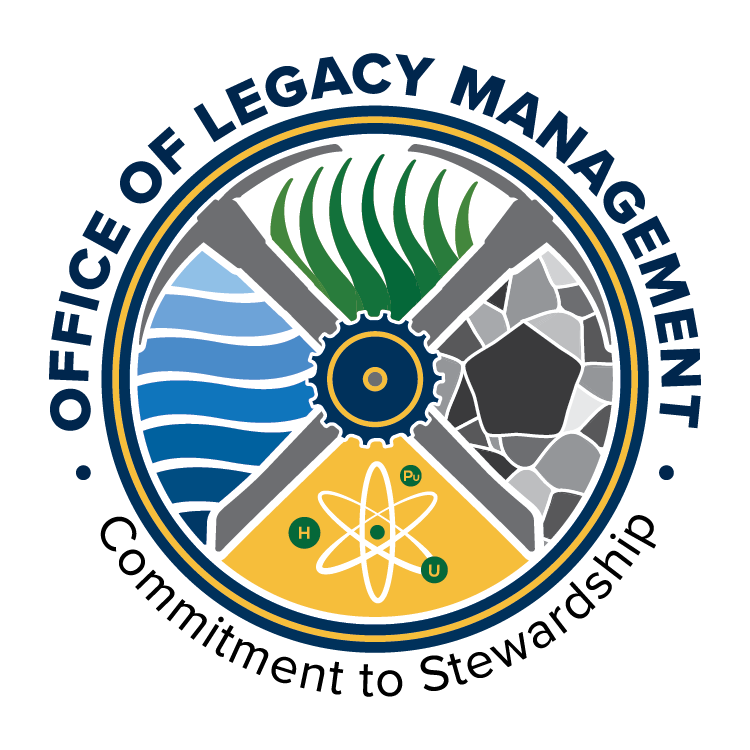 OFFICE OF LEGACY MANAGEMENT
Pu
H
U
Commitment to Stewardship